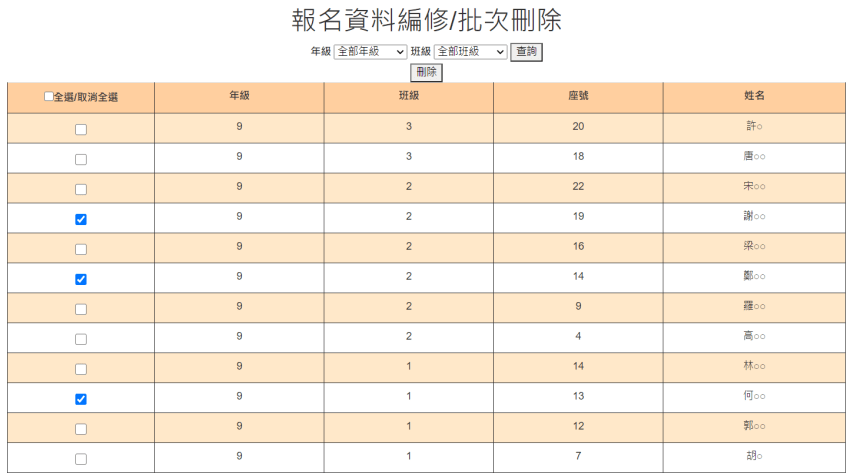 報名資料編修/批次刪除
年級 全部年級 班級 全部班級 查詢
刪除
全選/取消全選 年級 班級 座號 姓名
9 3 20 許○
9 3 18 唐○○
9 2 22 宋○○
9 2 19 謝○○
9 2 16 梁○○
9 2 14 鄭○○
9 2 9 羅○○
9 2 4 高○○
9 1 14 林○○
9 1 13 何○○
9 1 12 郭○○
9 1 7 胡○